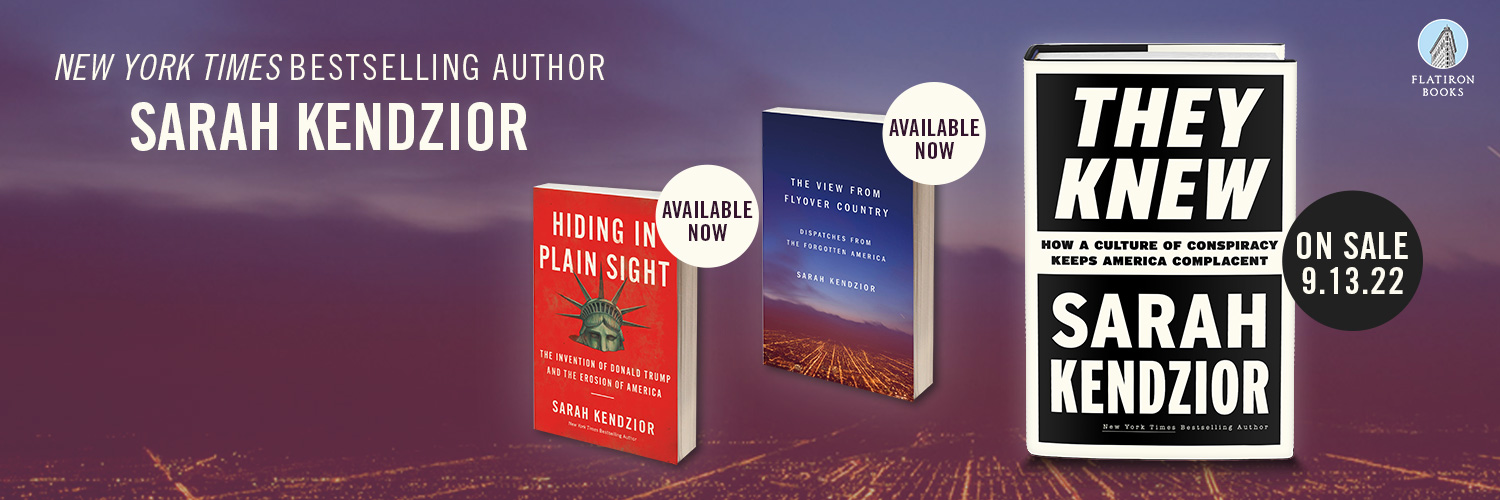 NEW YORK TIMES BESTSELLING AUTHOR
SARAH KENDZIOR
HIDING IN
PLAIN SIGHT
THE INVENTION OF DONALD TRUMP
AND THE EROSION OF AMERICA
SARAH KENDZIOR
New York Times Bestselling Author
AVAILABLE
NOW
THE VIEW FROM
FLYOVER COUNTRY
DISPATCHES FROM
THE FORGOTTEN AMERICA
SARAH KENDZIOR
AVAILABLE
NOW
THEY
KNEW
HOW A CULTURE OF CONSPIRACY
KEEPS AMERICA COMPLACENT
SARAH
KENDZIOR
New York Times Bestselling Author
ON SALE
9.13.22
FLATIRON
BOOKS